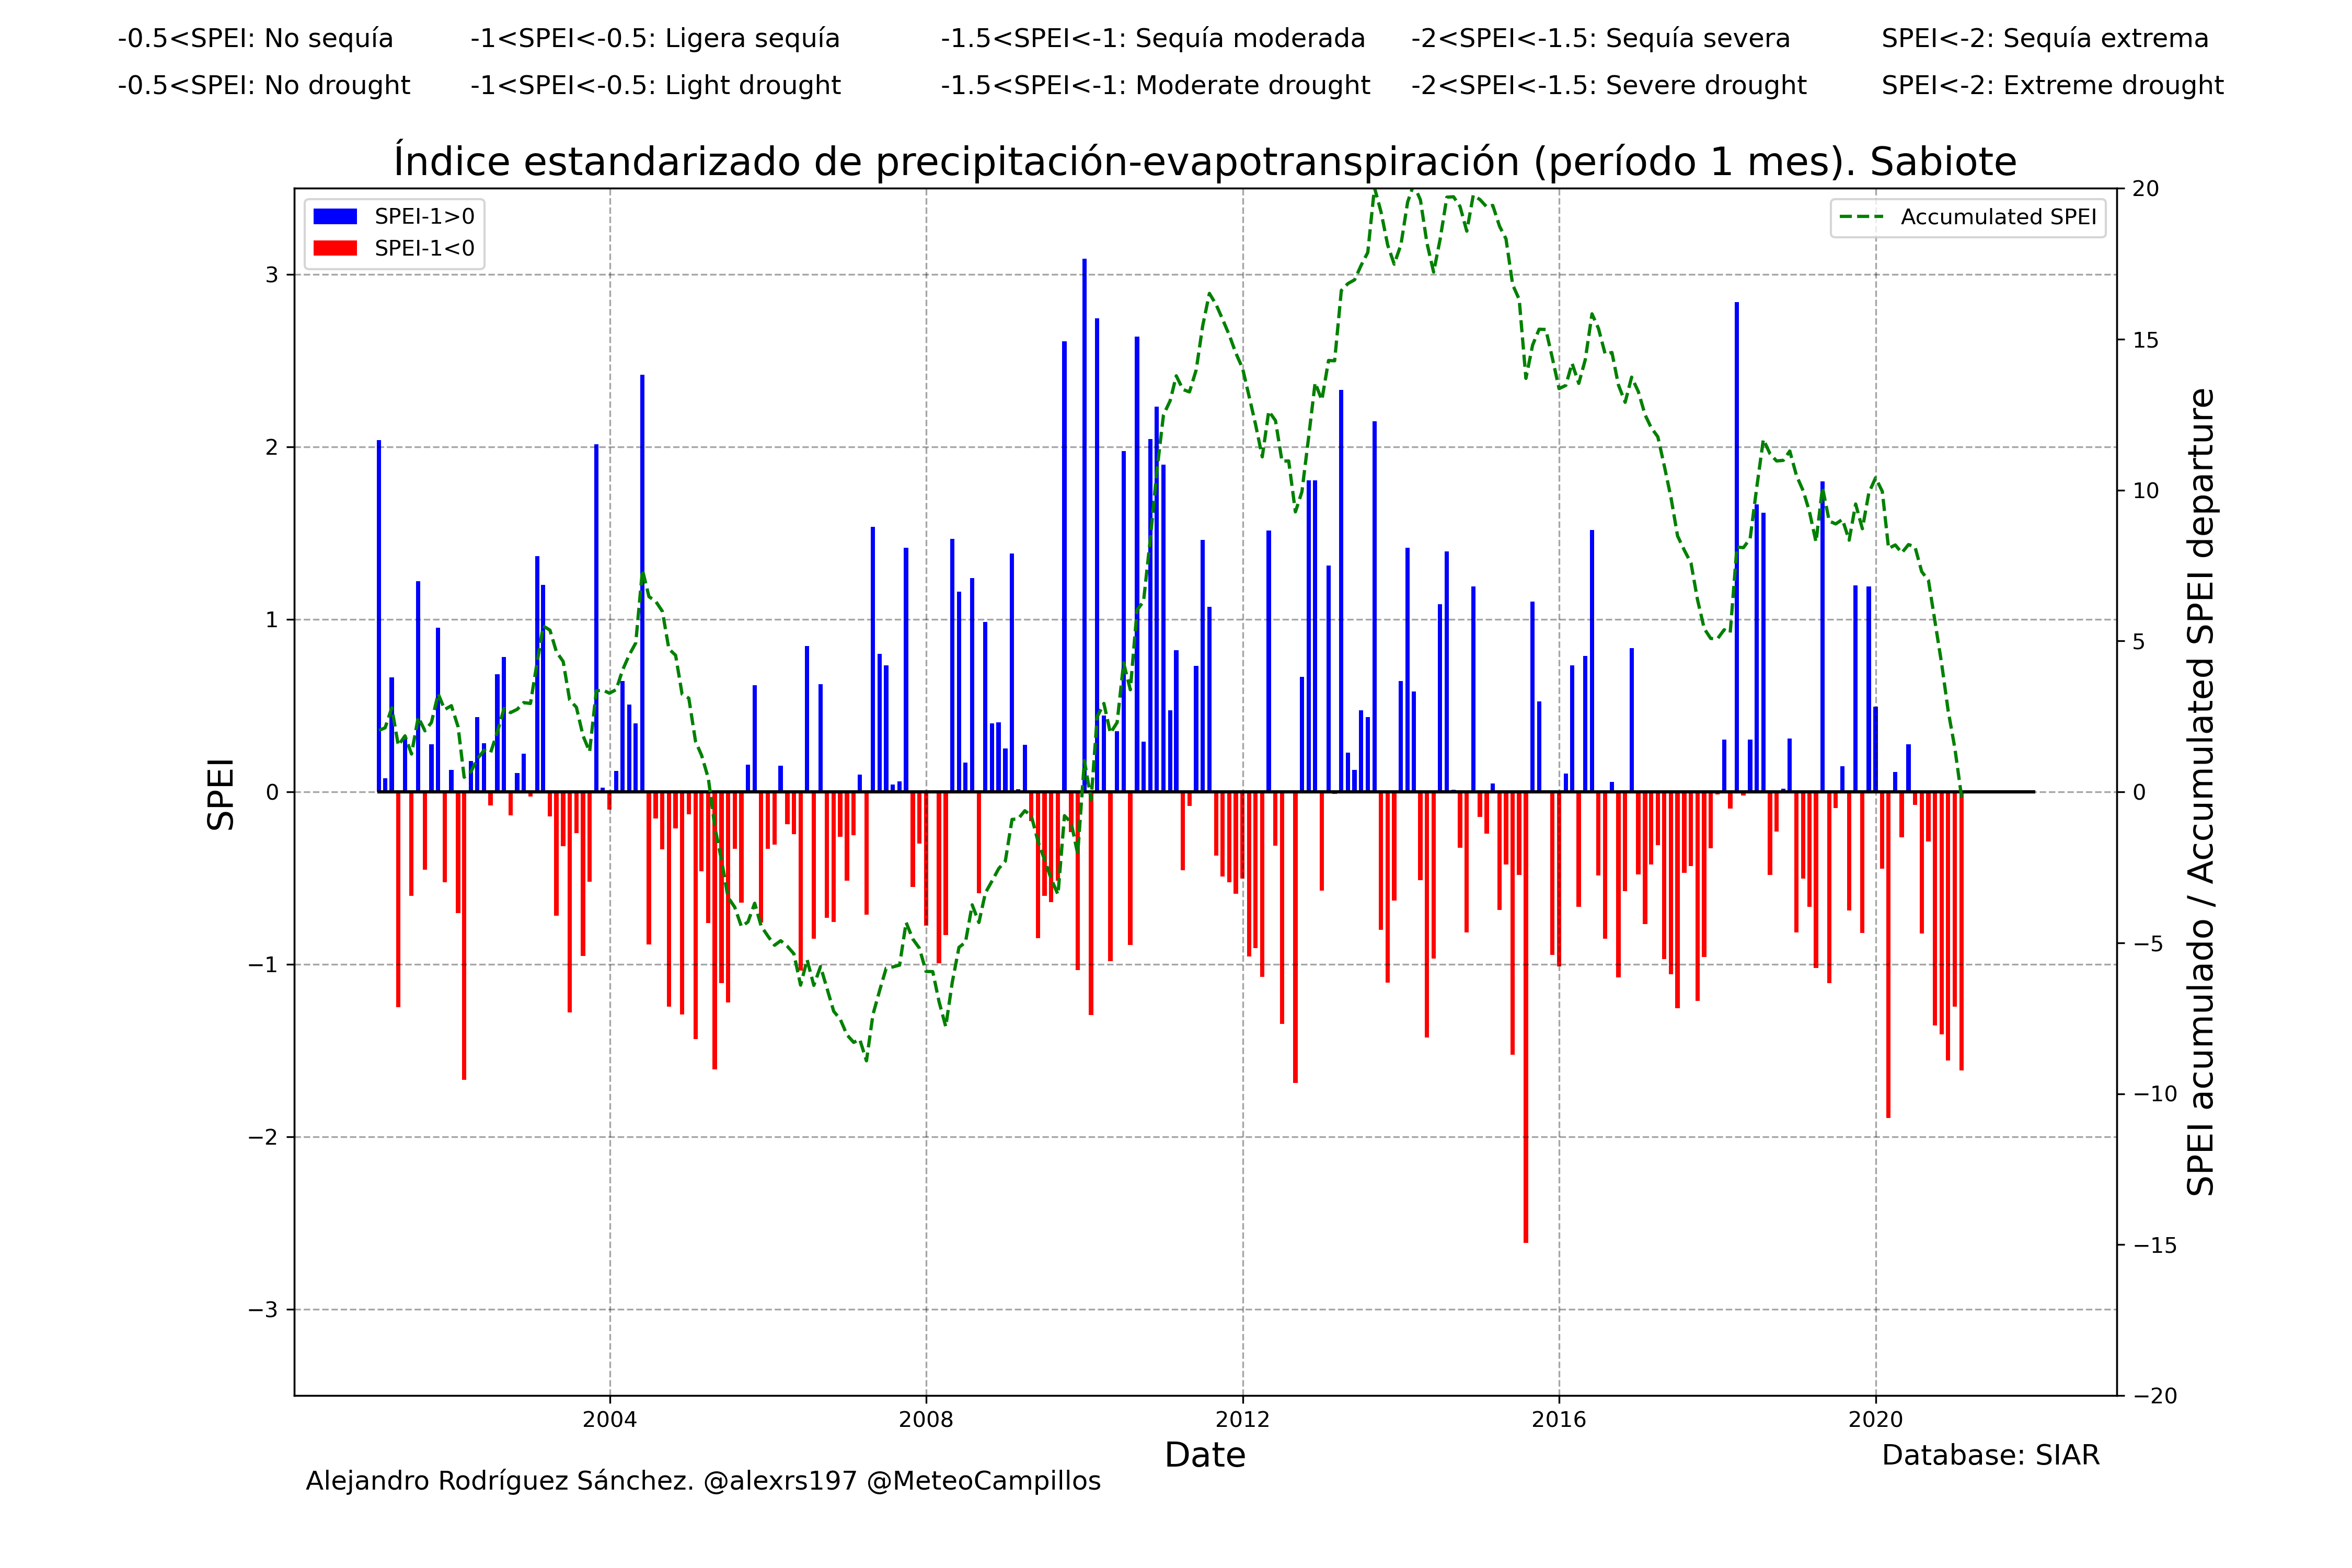 -0.5<SPEI: No sequía -1<SPEI<-0.5: Ligera sequía -1.5<SPEI<-1: Sequía moderada -2<SPEI<-1.5: Sequía severa SPEI<-2: Sequía extrema
-0.5<SPEI: No drought -1<SPEI<-0.5: Light drought -1.5<SPEI<-1: Moderate drought -2<SPEI<-1.5: Severe drought SPEI<-2: Extreme drought
Índice estandarizado de precipitación-evapotranspiración (período 1 mes). Sabiote
SPEI-1>0
SPEI-1<0
Accumulated SPEI
SPEI
3
2
1
0
−1
−2
−3
20
15
10
5
0
−5
−10
−15
−20
SPEI acumulado / Accumulated SPEI departure
2004 2008 2012 2016 2020
Date
Database: SIAR
Alejandro Rodríguez Sánchez. @alexrs197 @MeteoCampillos